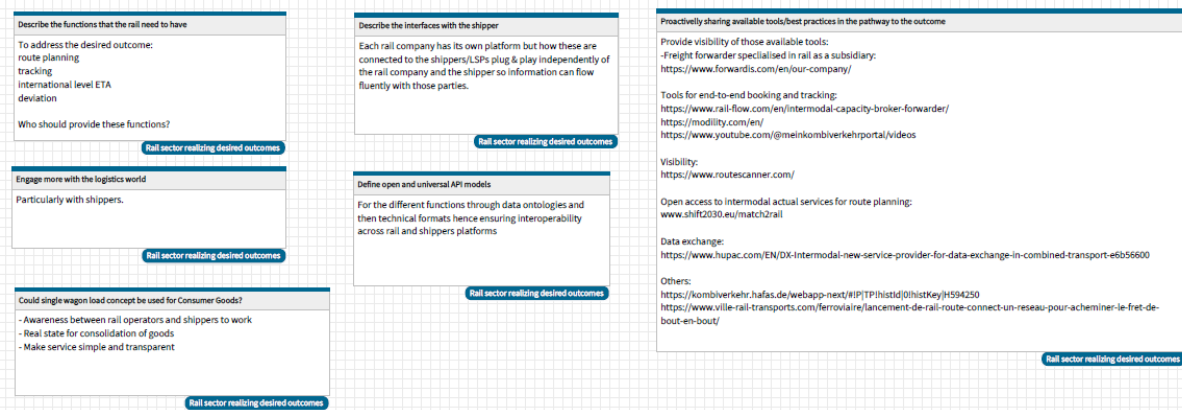 Describe the functions that the rail need to have
To address the desired outcome:
route planning
tracking
international level ETA
deviation
Who should provide these functions?
Rail sector realizing desired outcomes
Engage more with the logistics world
Particularly with shippers.
Rail sector realizing desired outcomes
Could single wagon load concept be used for Consumer Goods?
- Awareness between rail operators and shippers to work
- Real state for consolidation of goods
- Make service simple and transparent
Rail sector realizing desired outcomes
Describe the interfaces with the shipper
Each rail company has its own platform but how these are
connected to the shippers/LSPs plug & play independently of
the rail company and the shipper so information can flow
fluently with those parties.
Rail sector realizing desired outcomes
Define open and universal API models
For the different functions through data ontologies and
then technical formats hence ensuring interoperability
across rail and shippers platforms
Rail sector realizing desired outcomes
Proactivelly sharing available tools/best practices in the pathway to the outcome
Provide visibility of those available tools:
-Freight forwarder speclialised in rail as a subsidiary:
https://www.forwardis.com/en/our-company/
Tools for end-to-end booking and tracking:
https://www.rail-flow.com/en/intermodal-capacity-broker-forwarder/
https://modility.com/en/
https://www.youtube.com/@meinkombiverkehrportal/videos
Visibility:
https://www.routescanner.com/
Open access to intermodal actual services for route planning:
www.shift2030.eu/match2rail
Data exchange:
https://www.hupac.com/EN/DX-Intermodal-new-service-provider-for-data-exchange-in-combined-transport-e6b56600
Others:
https://kombiverkehr.hafas.de/webapp-next/#!P|TP!histId|0!histKey|H594250
https://www.ville-rail-transports.com/ferroviaire/lancement-de-rail-route-connect-un-reseau-pour-acheminer-le-fret-de-
bout-en-bout/
Rail sector realizing desired outcomes